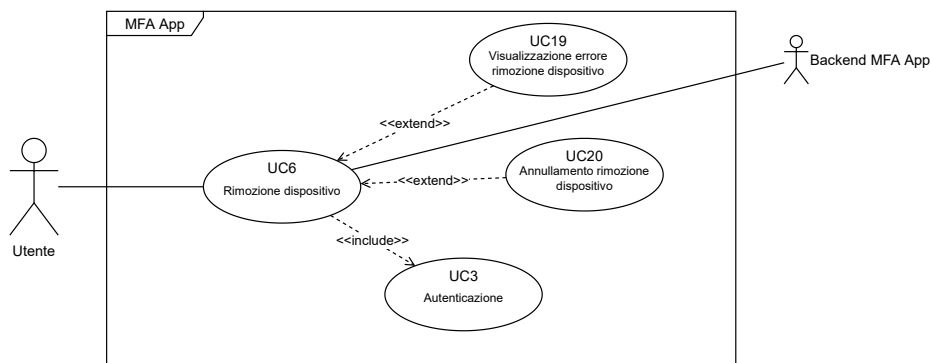 MFA App
UC19
Visualizzazione errore
rimozione dispositivo
Backend MFA App
<<extend>>
UC6
Rimozione dispositivo
UC20
Annullamento rimozione
dispositivo
<<extend>>
Utente
<<include>>
UC3
Autenticazione